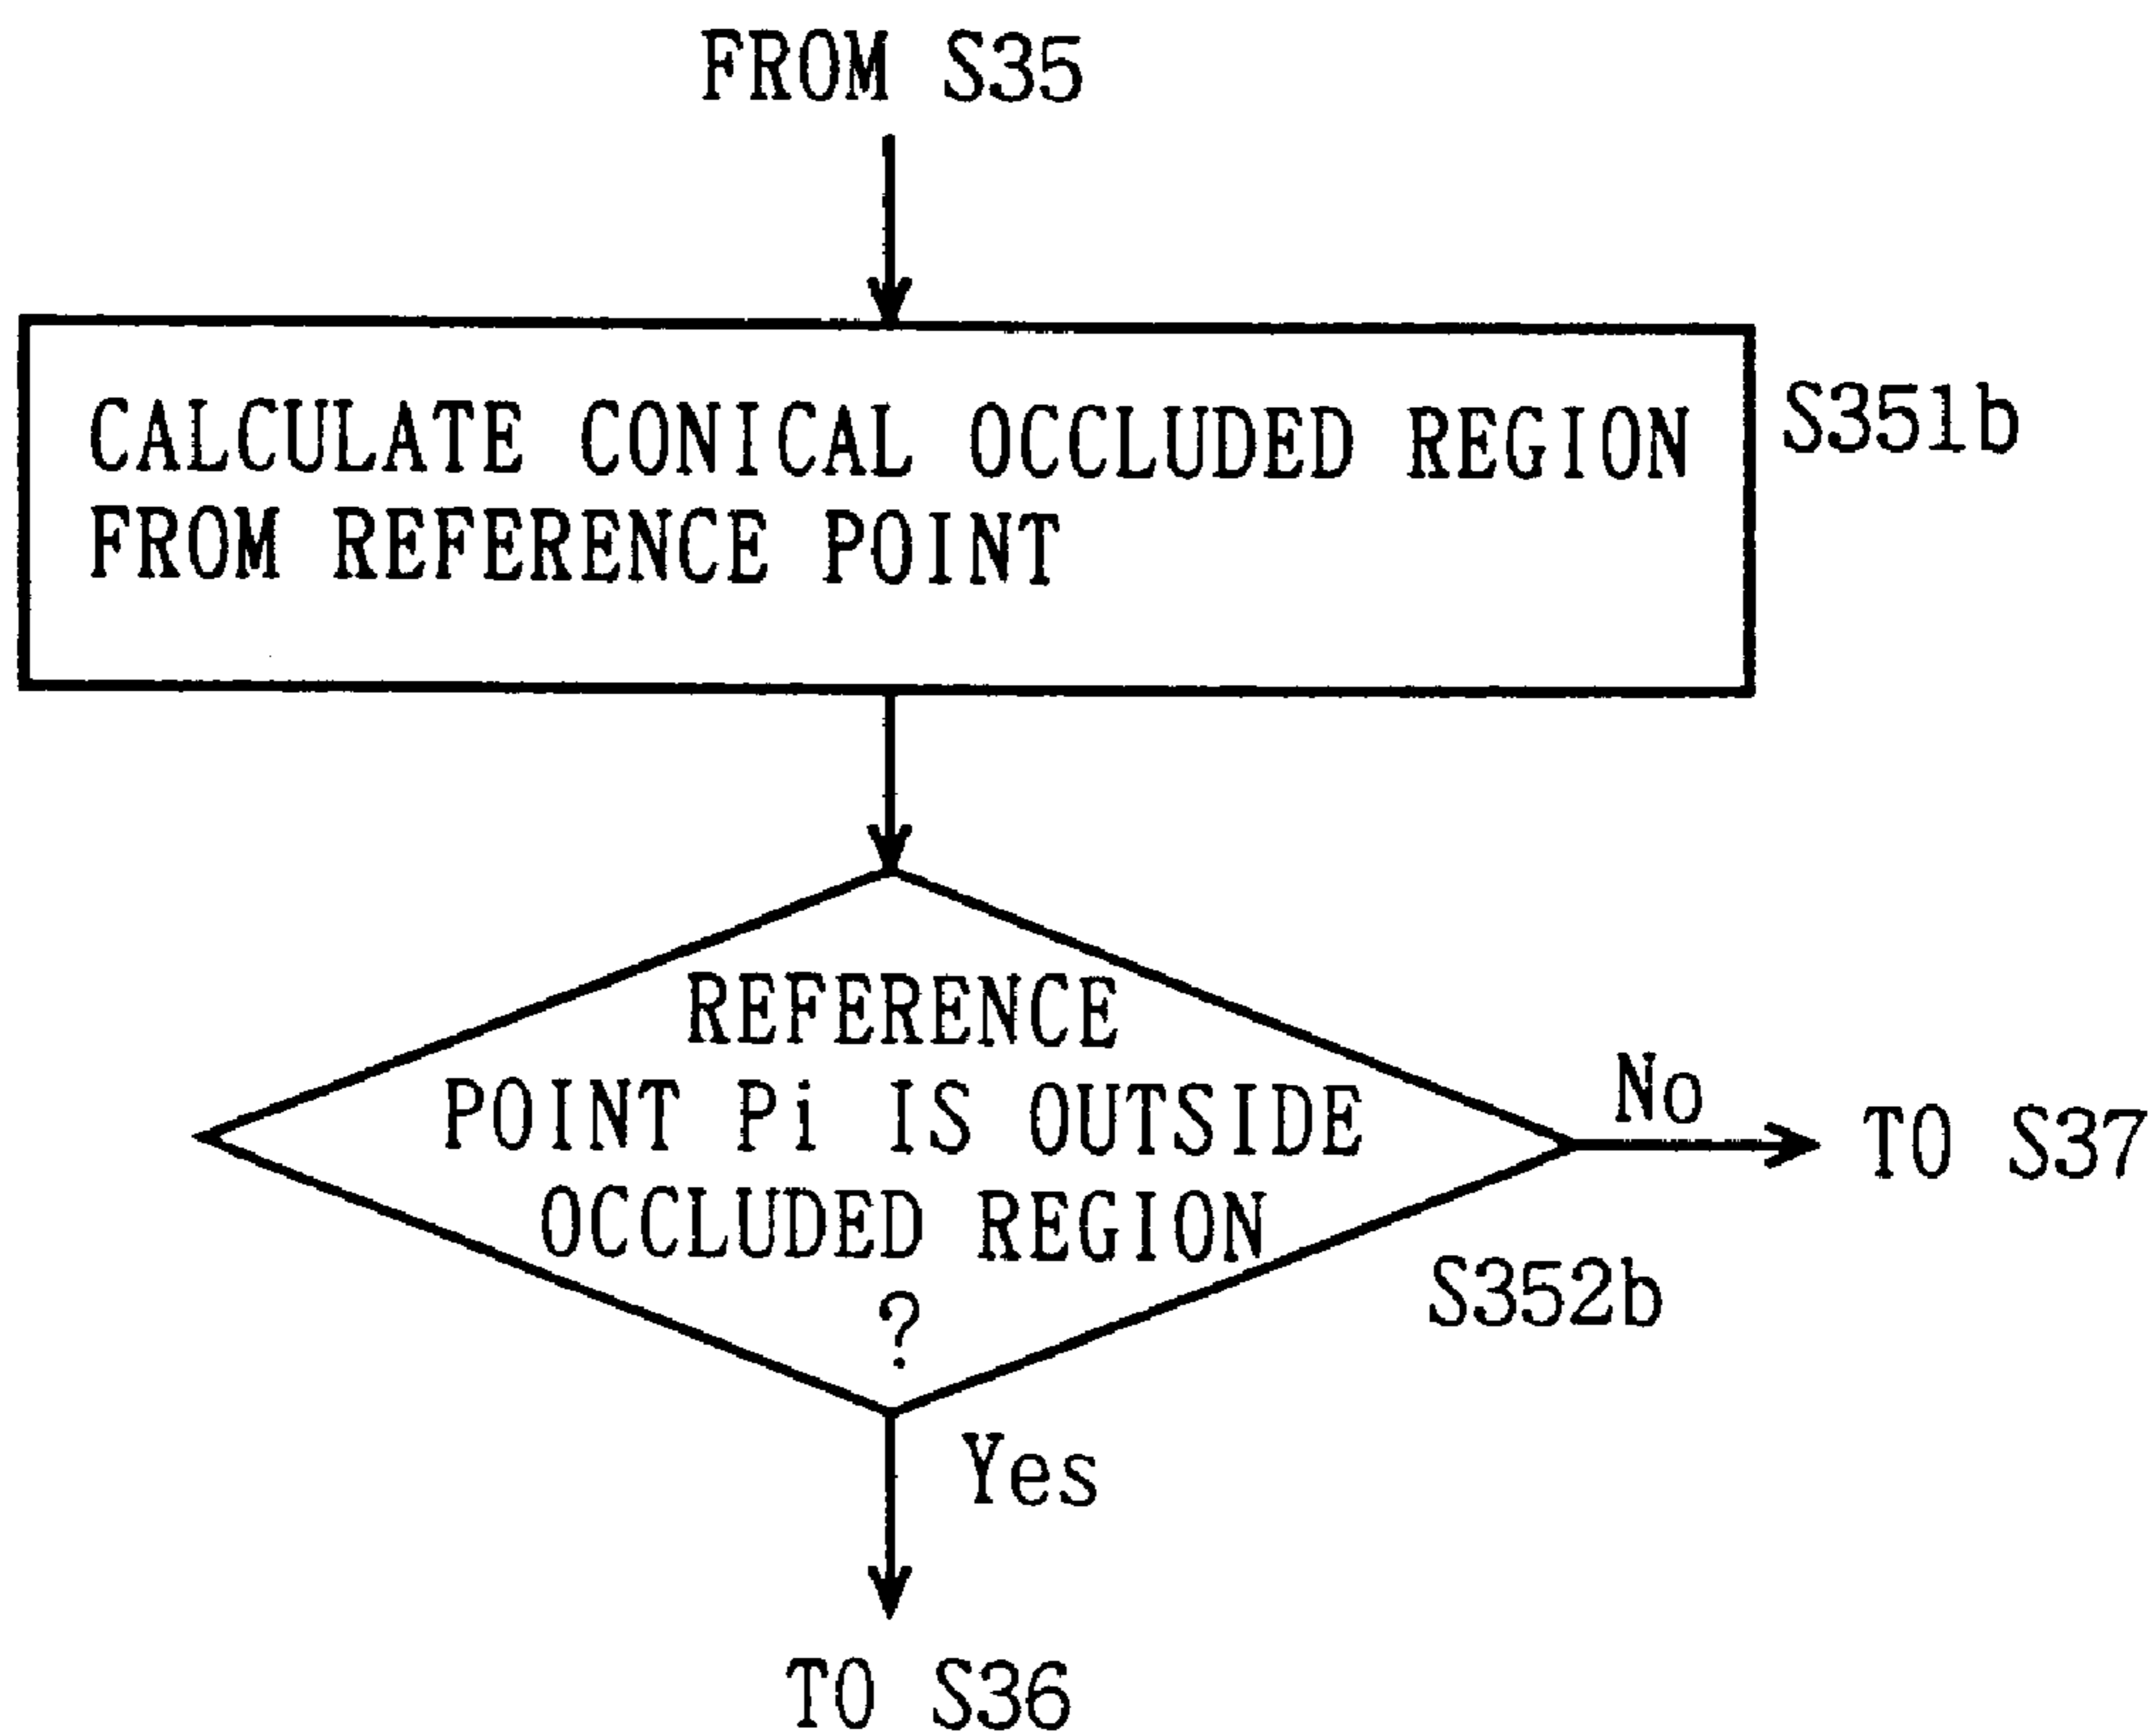 FROM S35
CALCULATE CONICAL OCCLUDED REGION
FROM REFERENCE POINT
S351b
REFERENCE
POINT Pi IS OUTSIDE
OCCLUDED REGION
?
No
TO S37
S352b
Yes
TO S36